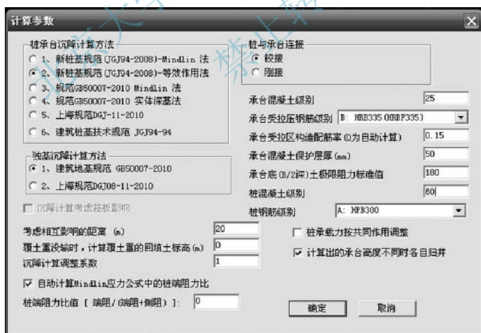 计算参数
桩承台沉降计算方法
1、新桩基规范(JGJ94-2008)-Mindlin 法
2、新桩基规范(JGJ94-2008)-等效作用法
3、规范GB50007-2010 Mindlin 法
4、规范GB50007-2010 实体深基法
5、上海规范DGJ-11-2010
6、建筑桩基技术规范 JGJ94-94
独基沉降计算方法
1、建筑地基规范 GB50007-2010
2、上海规范DGJ08-11-2010
沉降计算考虑筏板影响
考虑相互影响的距离 (m) 20
覆土重没输时,计算覆土重的回填土标高(m) 0
沉降计算调整系数 1
自动计算Mindlin应力公式中的桩端阻力比
桩端阻力比值 [ 端阻/(端阻+侧阻) ]: 0
桩与承台连接
铰接
刚接
承台混凝土级别 25
承台受拉压钢筋级别 B: HRB335(HRBF335)
承台受拉区构造配筋率(0为自动计算) 0.15
承台混凝土保护层厚(mm) 50
承台底(B/2深)土极限阻力标准值 180
桩混凝土级别 60
桩钢筋级别 A: HPB300
桩承载力按共同作用调整
计算出的承台高度不同时各自归并
确定 取消